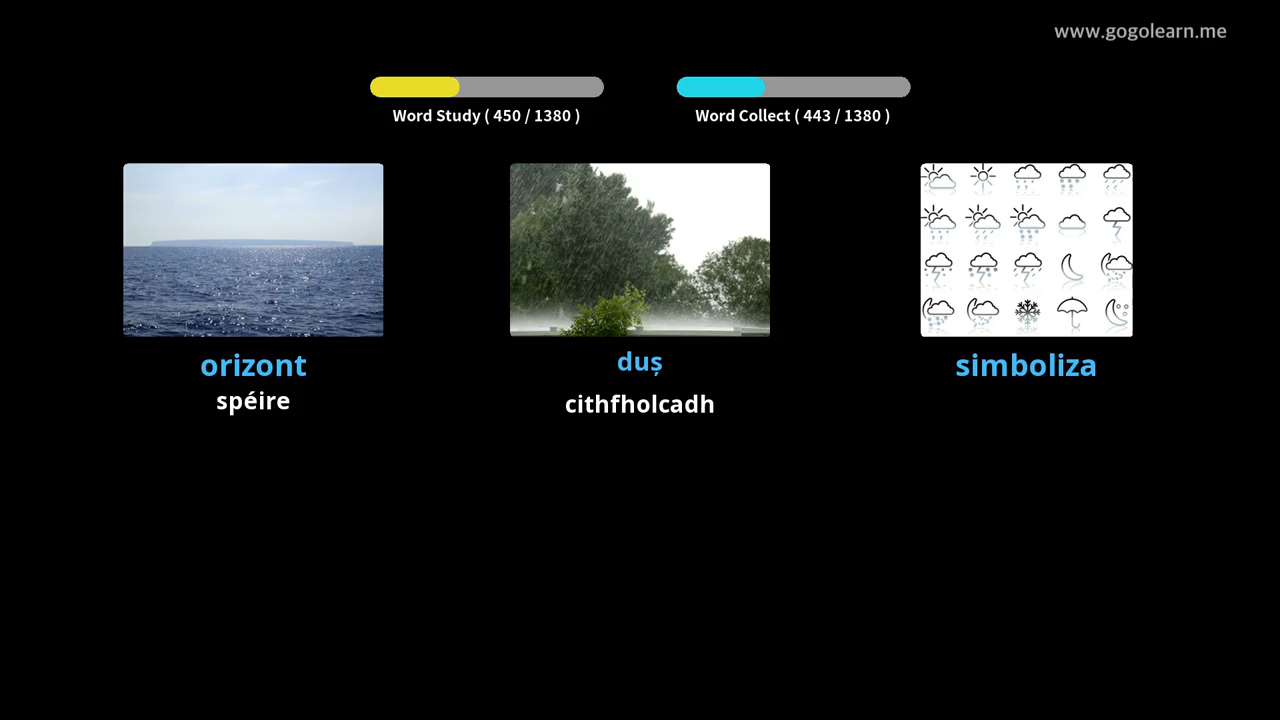 www.gogolearn.me
Word Study ( 450 / 1380 )
Word Collect ( 443 / 1380 )
orizont
spéire
duș
cithfholcadh
simboliza